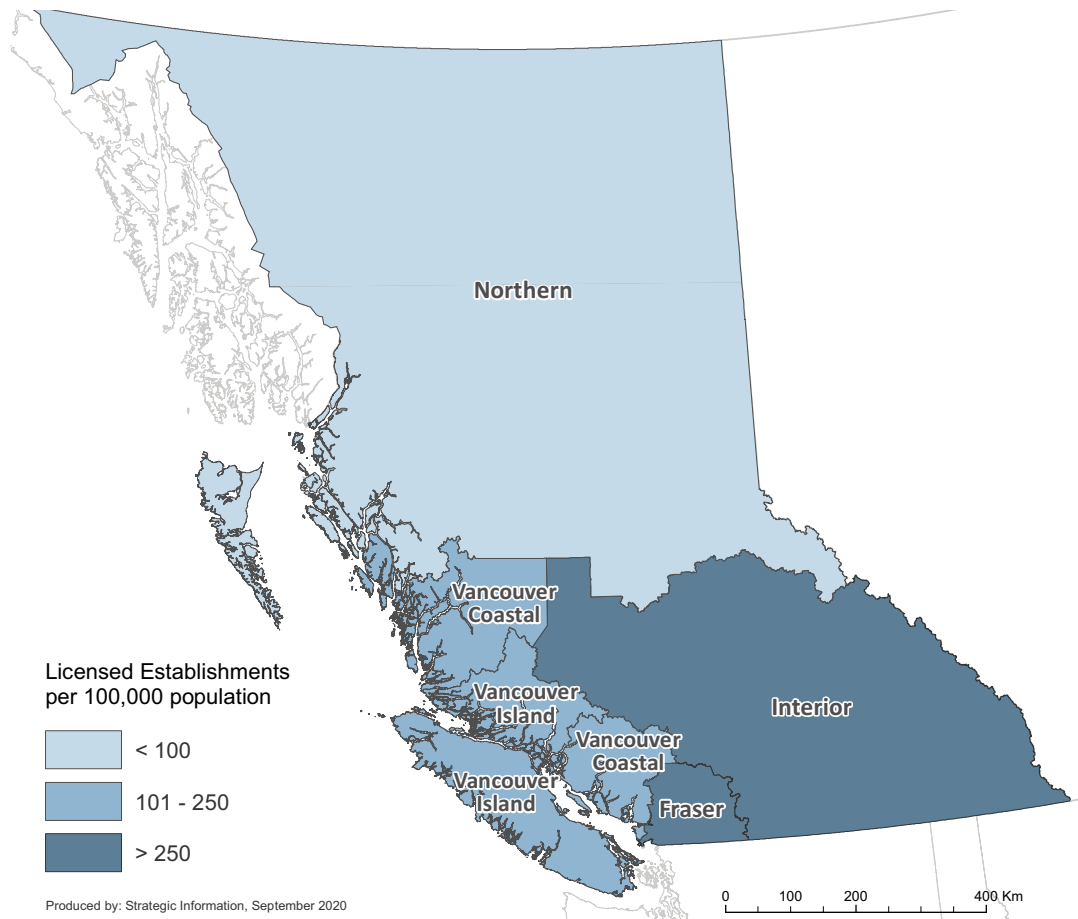 Northern
Vancouver
Coastal
Vancouver
Island
Interior
Vancouver
Coastal
Vancouver
Island
Fraser
Licensed Establishments
per 100,000 population
< 100
101 - 250
> 250
Produced by: Strategic Information, September 2020
0 100 200 400 Km